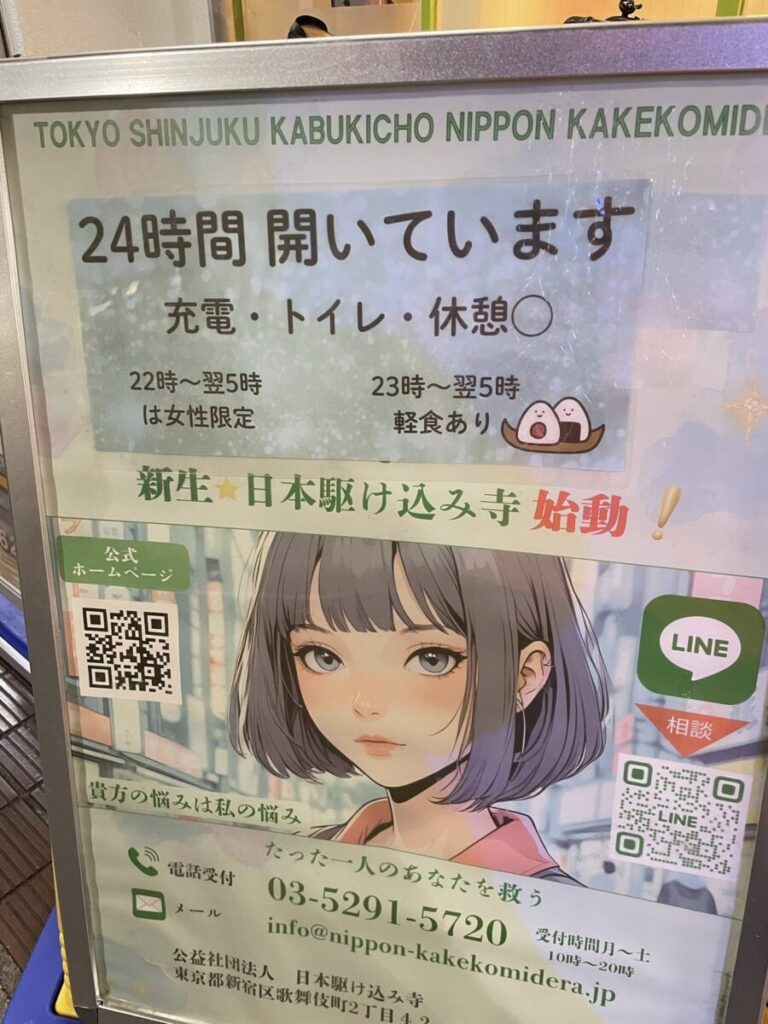 TOKYO SHINJUKU KABUKICHO NIPPON KAKEKOMID
24時間 開いています
充電・トイレ・休憩○
22時～翌5時
は女性限定
23時～翌5時
軽食あり
新生⭐日本駆け込み寺 始動！
公式
ホームページ
LINE
相談
LINE
貴方の悩みは私の悩み
たった一人のあなたを救う
電話受付
03-5291-5720
受付時間月～土
10時～20時
メール
info@nippon-kakekomidera.jp
公益社団法人 日本駆け込み寺
東京都新宿区歌舞伎町2丁目42